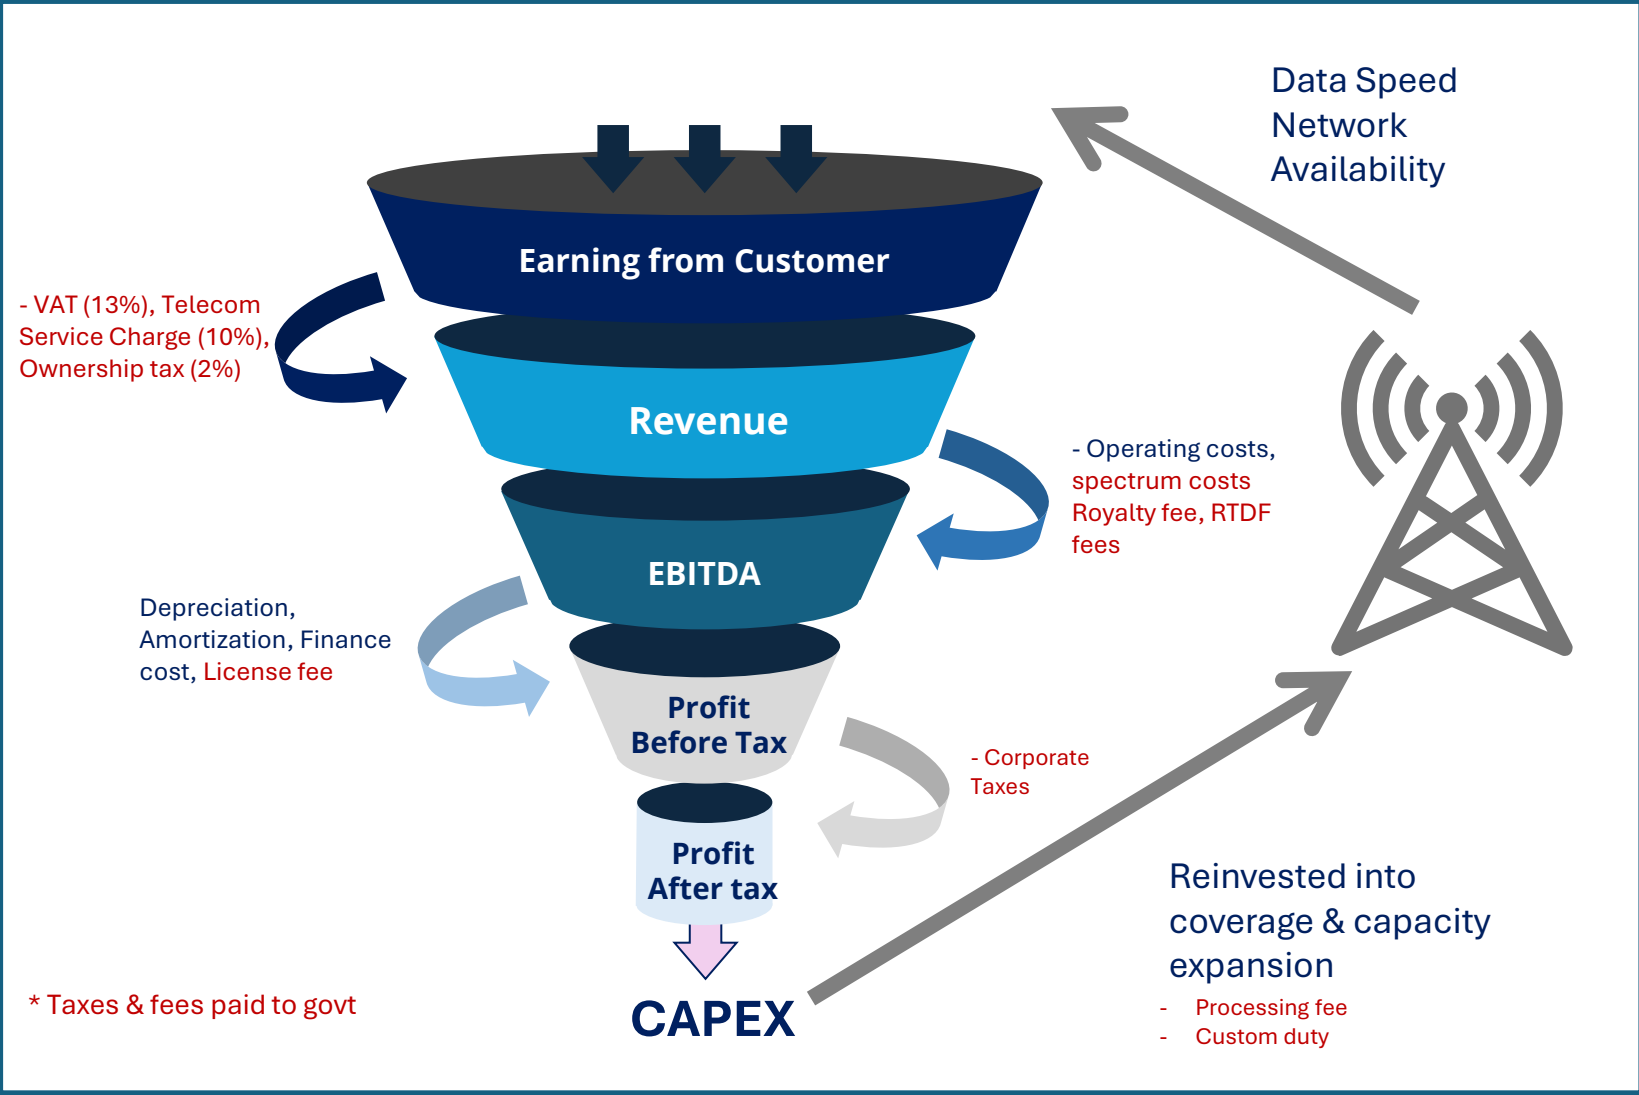 Data Speed
Network
Availability
Earning from Customer
- VAT (13%), Telecom
Service Charge (10%),
Ownership tax (2%)
Revenue
- Operating costs,
spectrum costs
Royalty fee, RTDF
fees
EBITDA
Depreciation,
Amortization, Finance
cost, License fee
Profit
Before Tax
- Corporate
Taxes
Profit
After tax
Reinvested into
coverage & capacity
expansion
- Processing fee
- Custom duty
* Taxes & fees paid to govt
CAPEX